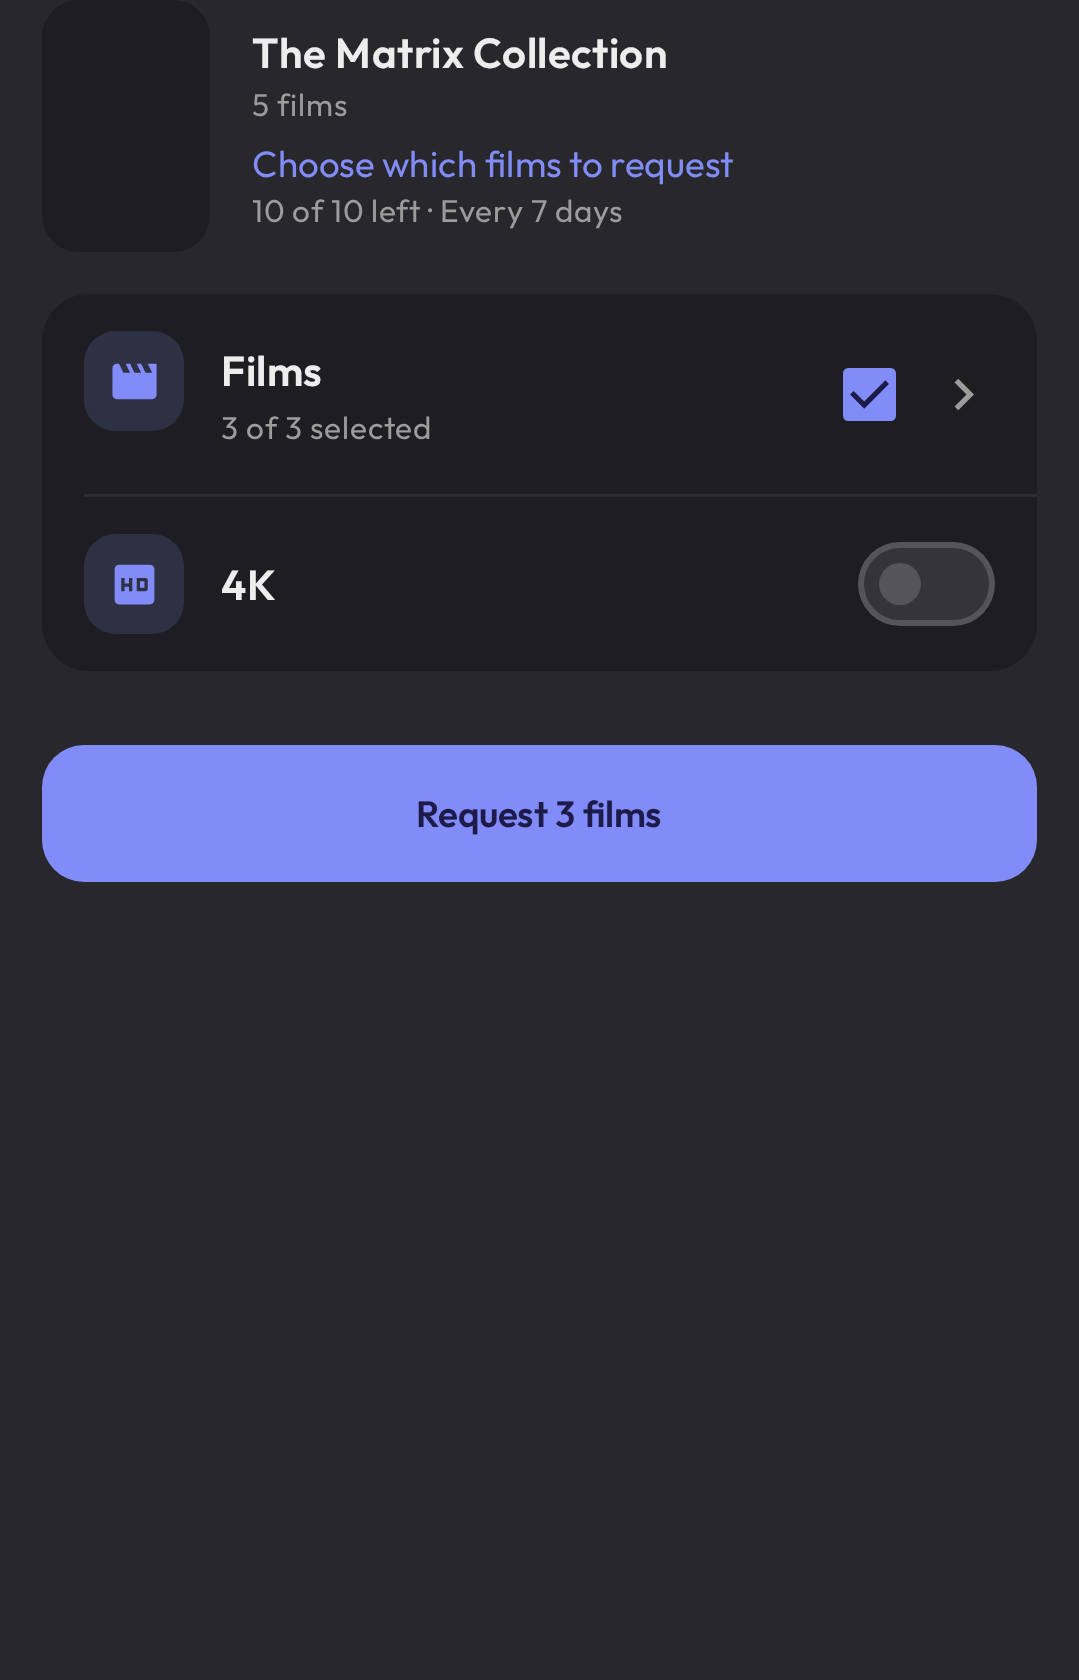 The Matrix Collection
5 films
Choose which films to request
10 of 10 left · Every 7 days
Films
3 of 3 selected
HD
4K
Request 3 films